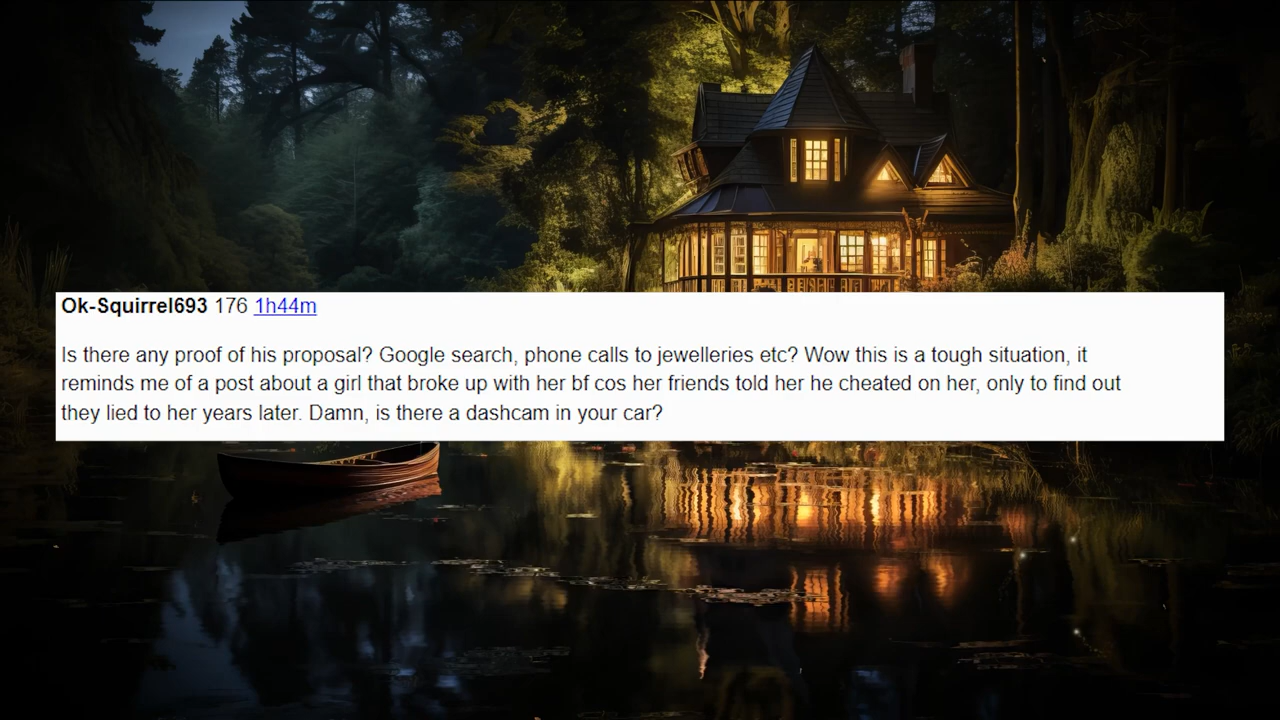 Ok-Squirrel693 176 1h44m
Is there any proof of his proposal? Google search, phone calls to jewelleries etc? Wow this is a tough situation, it
reminds me of a post about a girl that broke up with her bf cos her friends told her he cheated on her, only to find out
they lied to her years later. Damn, is there a dashcam in your car?